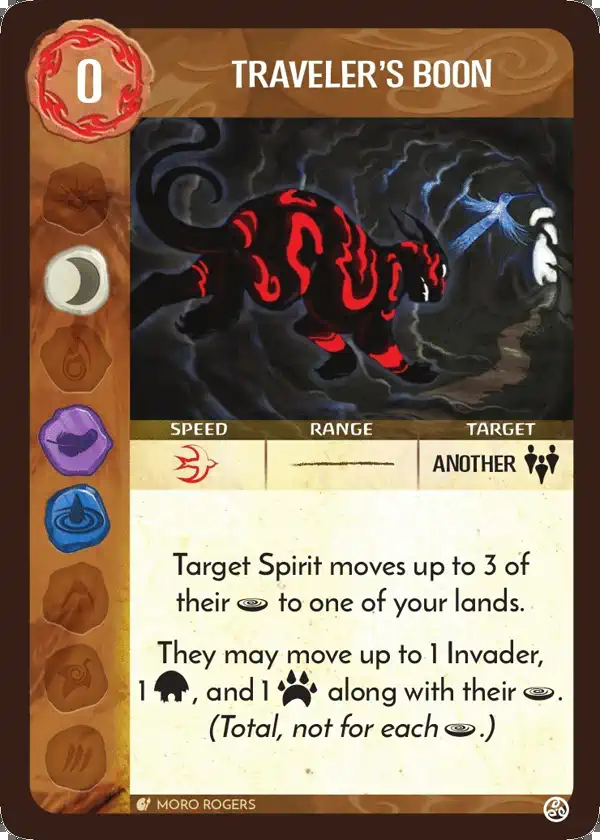 0
TRAVELER'S BOON
SPEED RANGE TARGET
ANOTHER
Target Spirit moves up to 3 of
their to one of your lands.
They may move up to 1 Invader,
1 , and 1 along with their .
(Total, not for each .)
MORO ROGERS